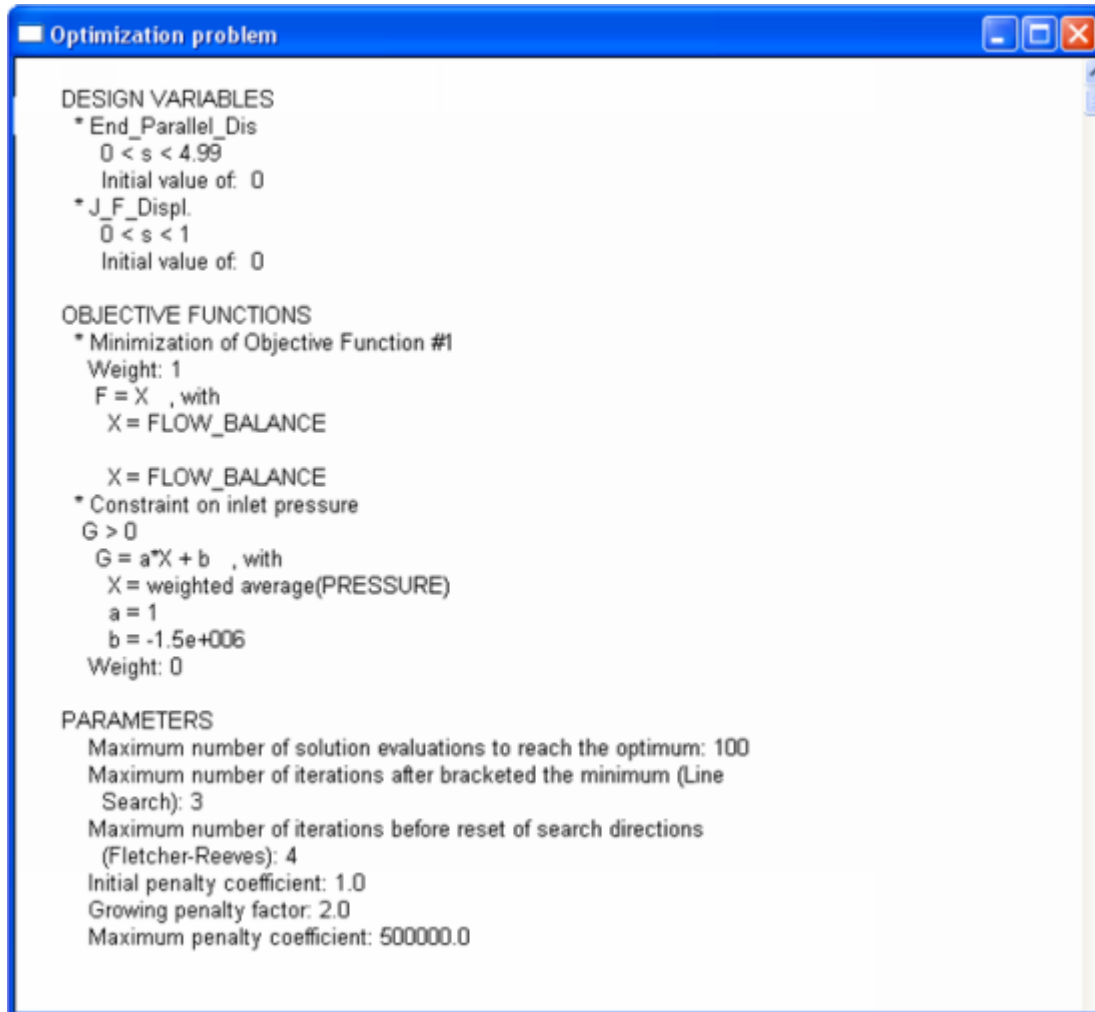 Optimization problem
DESIGN VARIABLES
* End_Parallel_Dis
0 < s < 4.99
Initial value of: 0
* J_F_Displ.
0 < s < 1
Initial value of: 0
OBJECTIVE FUNCTIONS
* Minimization of Objective Function #1
Weight: 1
F = X , with
X = FLOW_BALANCE
X = FLOW_BALANCE
* Constraint on inlet pressure
G > 0
G = a*X + b , with
X = weighted average(PRESSURE)
a = 1
b = -1.5e+006
Weight: 0
PARAMETERS
Maximum number of solution evaluations to reach the optimum: 100
Maximum number of iterations after bracketed the minimum (Line
Search): 3
Maximum number of iterations before reset of search directions
(Fletcher-Reeves): 4
Initial penalty coefficient: 1.0
Growing penalty factor: 2.0
Maximum penalty coefficient: 500000.0